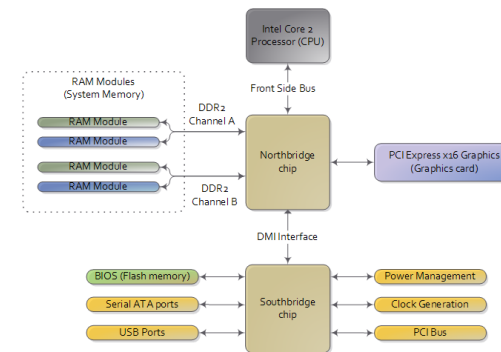 Intel Core 2
Processor (CPU)
Front Side Bus
RAM Modules
(System Memory)
DDR2
Channel A
RAM Module
RAM Module
RAM Module
RAM Module
DDR2
Channel B
Northbridge
chip
PCI Express x16 Graphics
(Graphics card)
DMI Interface
BIOS (Flash memory)
Serial ATA ports
USB Ports
Southbridge
chip
Power Management
Clock Generation
PCI Bus